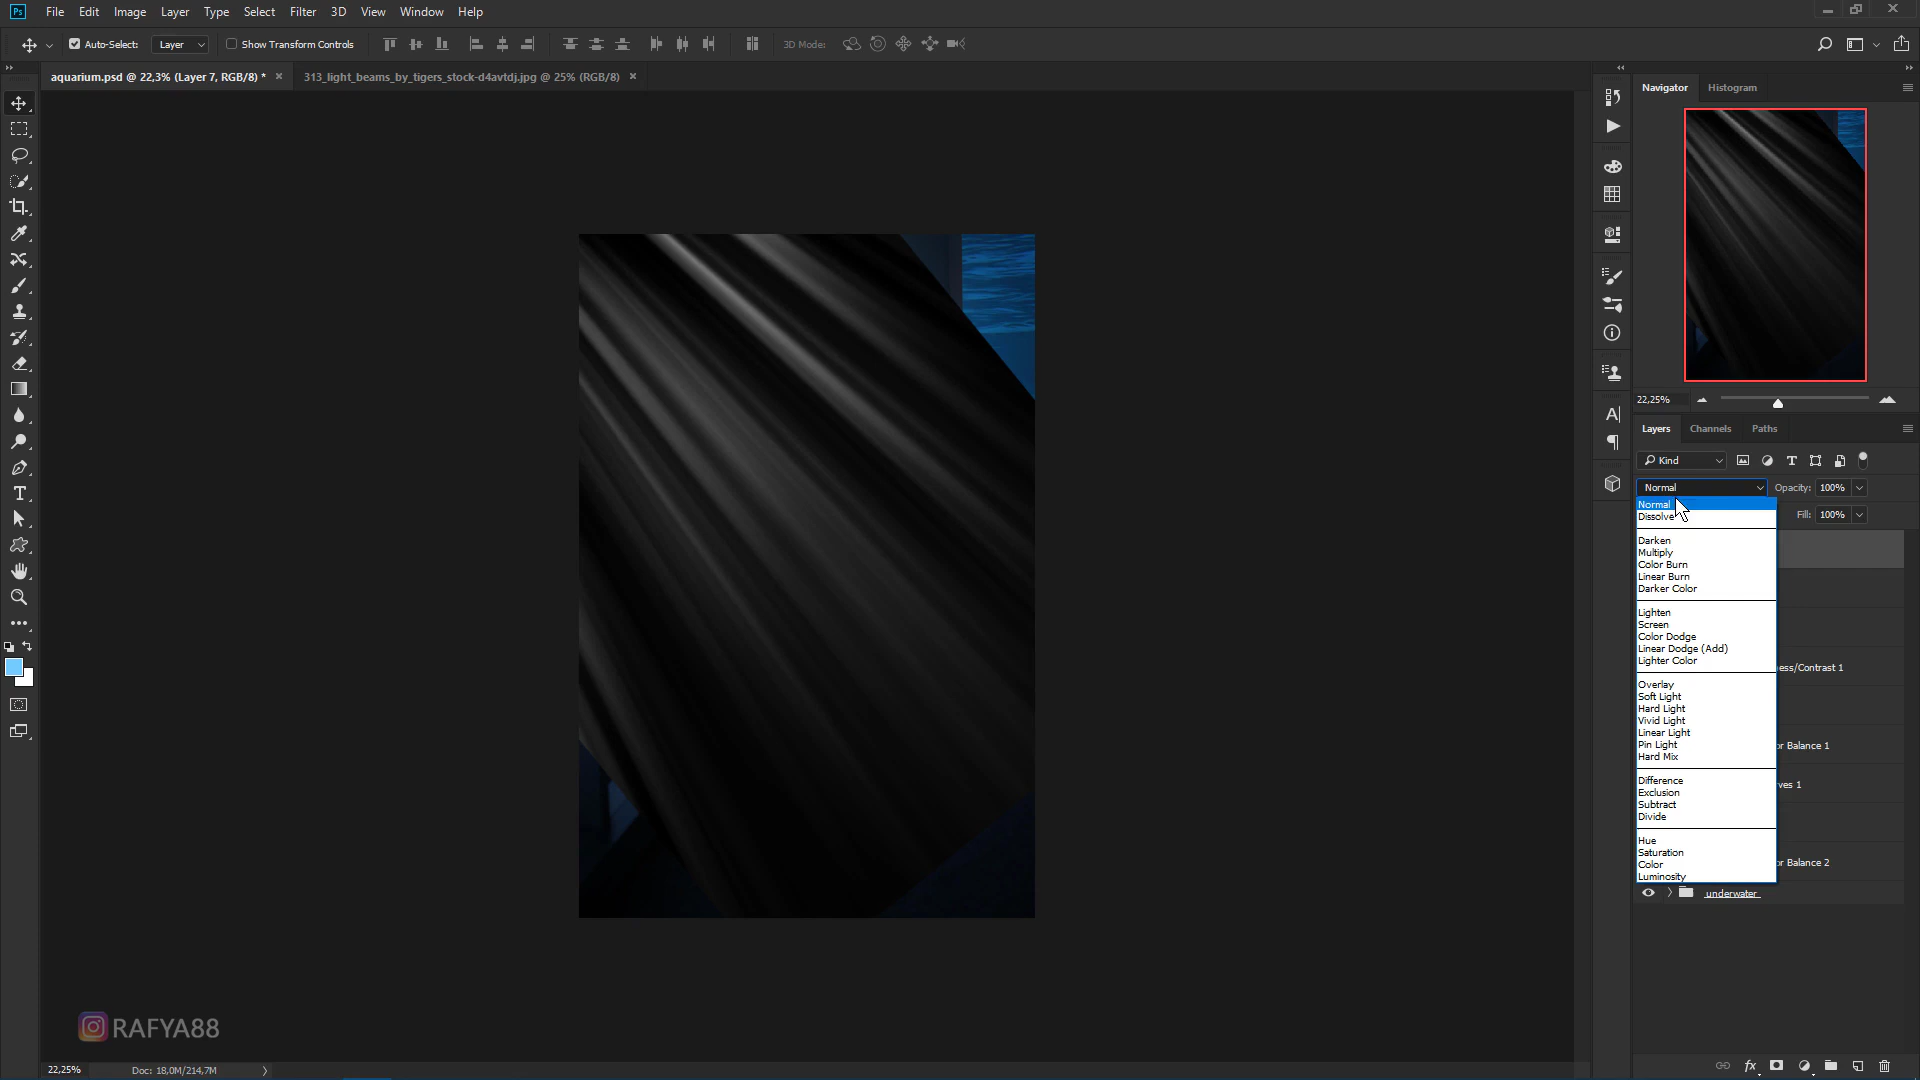 Ps File Edit Image Layer Type Select Filter 3D View Window Help
Auto-Select: Layer Show Transform Controls 3D Mode:
aquarium.psd @ 22,3% (Layer 7, RGB/8) * × 313_light_beams_by_tigers_stock-d4avtdj.jpg @ 25% (RGB/8) ×
Navigator Histogram
22,25%
Layers Channels Paths
Kind
Normal Opacity: 100%
Normal
Dissolve
Fill: 100%
Darken
Multiply
Color Burn
Linear Burn
Darker Color
Lighten
Screen
Color Dodge
Linear Dodge (Add)
Lighter Color
ess/Contrast 1
Overlay
Soft Light
Hard Light
Vivid Light
Linear Light
Pin Light
Hard Mix
or Balance 1
Difference
Exclusion
Subtract
Divide
ves 1
Hue
Saturation
Color
Luminosity
or Balance 2
underwater
RAFYA88
22,25% Doc: 18,0M/214,7M